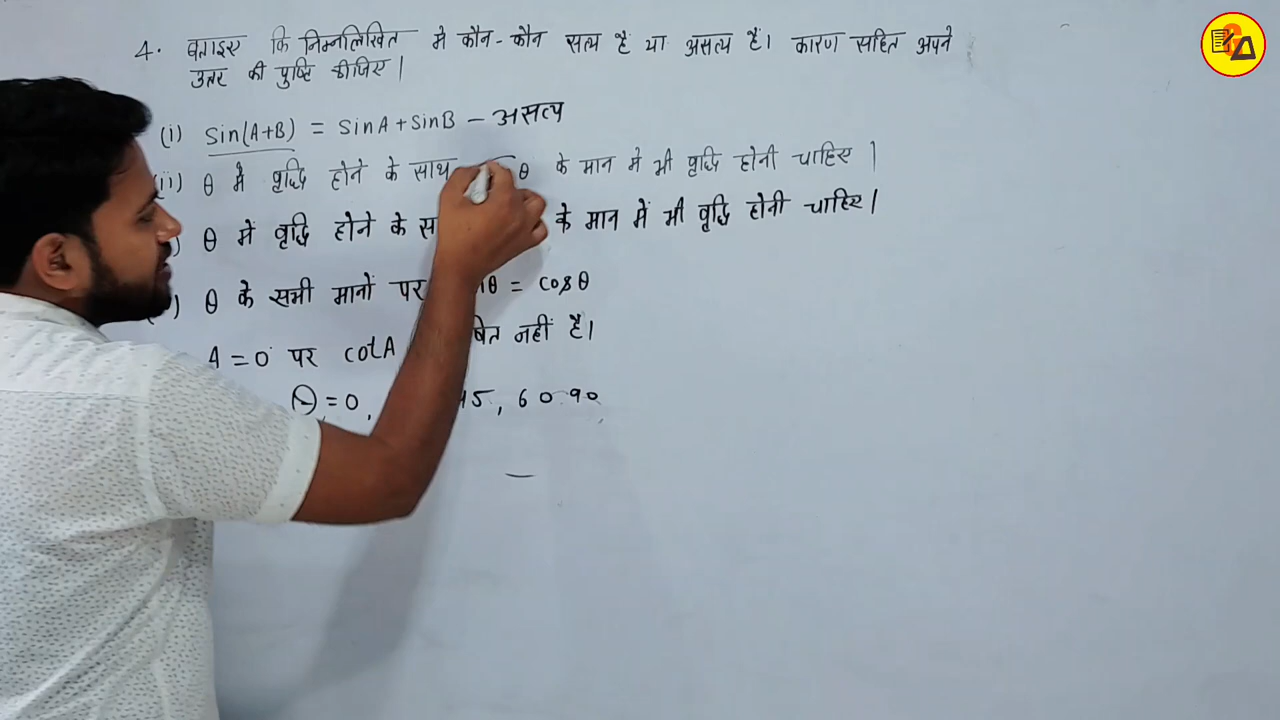 4. बताइए कि निम्नलिखित में कौन-कौन सत्य हैं या असत्य हैं। कारण सहित अपने
उत्तर की पुष्टि कीजिए।
(i) Sin(A+B) = SinA + SinB - असत्य
(ii) θ में वृद्धि होने के साथ θ के मान में भी वृद्धि होनी चाहिए।
) θ में वृद्धि होने के स के मान में भी वृद्धि होनी चाहिए।
) θ के सभी मानों पर nθ = cosθ
A = 0° पर cotA षित नहीं है।
θ = 0, 45, 60 90